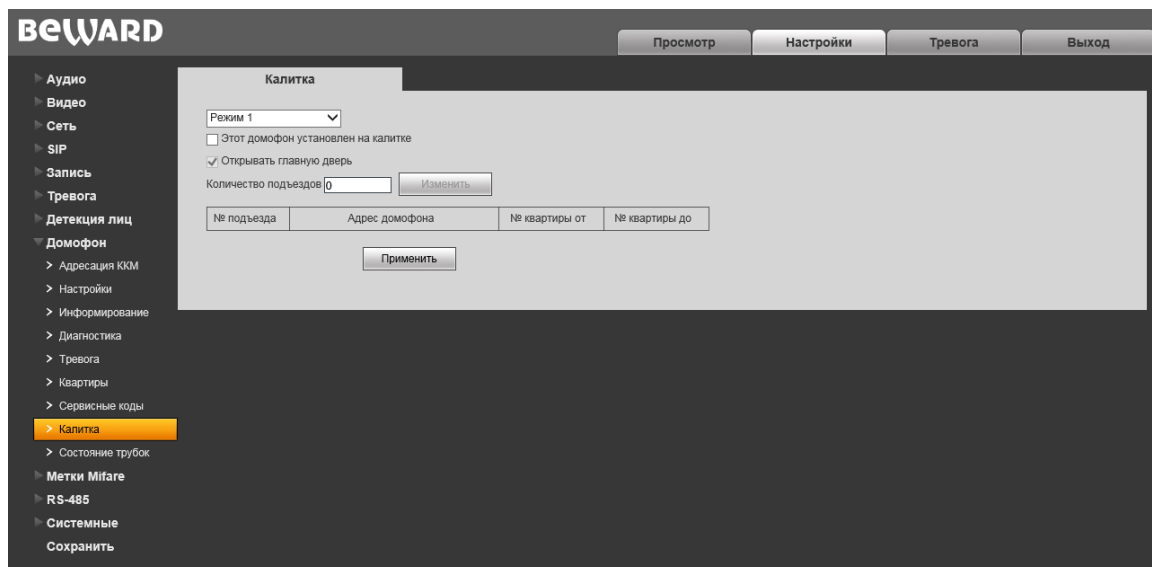 BEWARD
Просмотр Настройки Тревога Выход
Аудио
Видео
Сеть
SIP
Запись
Тревога
Детекция лиц
Домофон
Адресация ККМ
Настройки
Информирование
Диагностика
Тревога
Квартиры
Сервисные коды
Калитка
Состояние трубок
Метки Mifare
RS-485
Системные
Сохранить
Калитка
Режим 1
Этот домофон установлен на калитке
Открывать главную дверь
Количество подъездов 0 Изменить
№ подъезда Адрес домофона № квартиры от № квартиры до
Применить